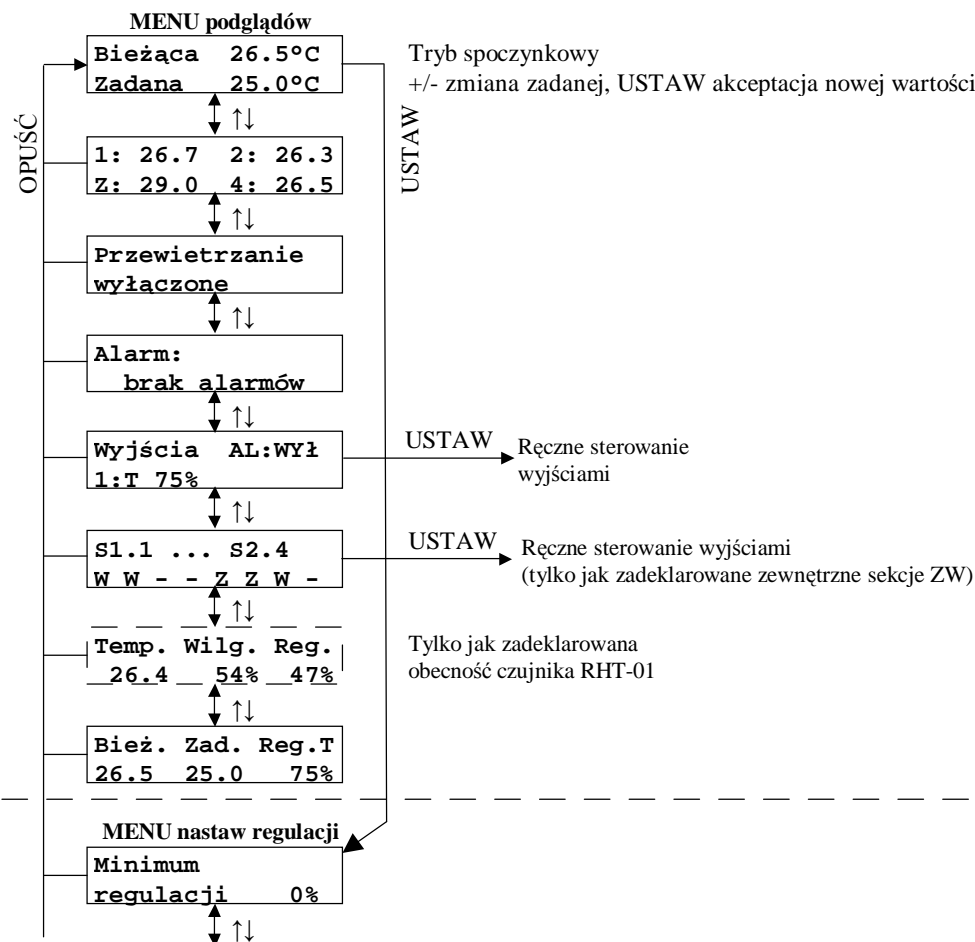 MENU podglądów
Bieżąca 26.5°C
Zadana 25.0°C
Tryb spoczynkowy
+/- zmiana zadanej, USTAW akceptacja nowej wartości
↑↓
OPUŚĆ
USTAW
1: 26.7 2: 26.3
Z: 29.0 4: 26.5
↑↓
Przewietrzanie
wyłączone
↑↓
Alarm:
brak alarmów
↑↓
Wyjścia AL:WYŁ
1:T 75%
USTAW
Ręczne sterowanie
wyjściami
↑↓
S1.1 ... S2.4
W W - - Z Z W -
USTAW
Ręczne sterowanie wyjściami
(tylko jak zadeklarowane zewnętrzne sekcje ZW)
↑↓
Temp. Wilg. Reg.
26.4 54% 47%
Tylko jak zadeklarowana
obecność czujnika RHT-01
↑↓
Bież. Zad. Reg.T
26.5 25.0 75%
MENU nastaw regulacji
Minimum
regulacji 0%
↑↓